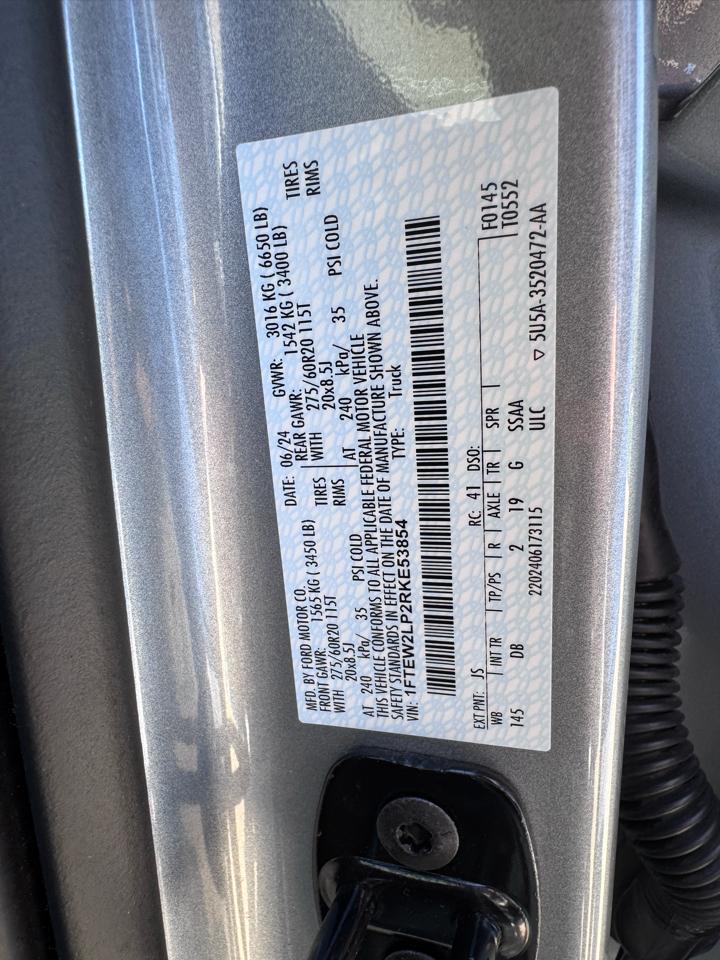 MFD. BY FORD MOTOR CO.
DATE: 06/24 GVWR: 3016 KG ( 6650 LB)
FRONT GAWR: 1565 KG ( 3450 LB) REAR GAWR: 1542 KG ( 3400 LB)
WITH 275/60R20 115T TIRES WITH 275/60R20 115T TIRES
20x8.5J RIMS 20x8.5J RIMS
AT 240 kPa/ 35 PSI COLD AT 240 kPa/ 35 PSI COLD
THIS VEHICLE CONFORMS TO ALL APPLICABLE FEDERAL MOTOR VEHICLE
SAFETY STANDARDS IN EFFECT ON THE DATE OF MANUFACTURE SHOWN ABOVE.
VIN: 1FTEW2LP2RKE53854 TYPE: Truck
EXT PNT: JS RC: 41 DSO: F0145
WB INT TR TP/PS R AXLE TR SPR T0552
145 DB 2 19 G SSAA
2202406173115 ULC ▽ 5U5A-3520472-AA